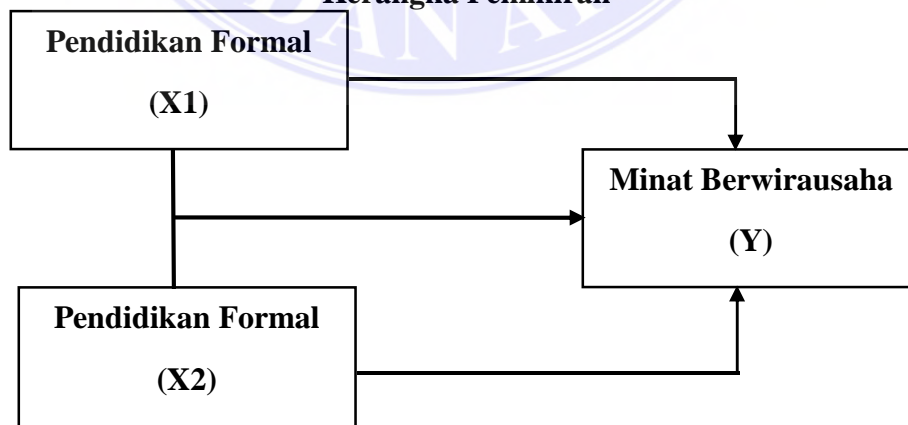 Kerangka Pemikiran
Pendidikan Formal
(X1)
Minat Berwirausaha
(Y)
Pendidikan Formal
(X2)